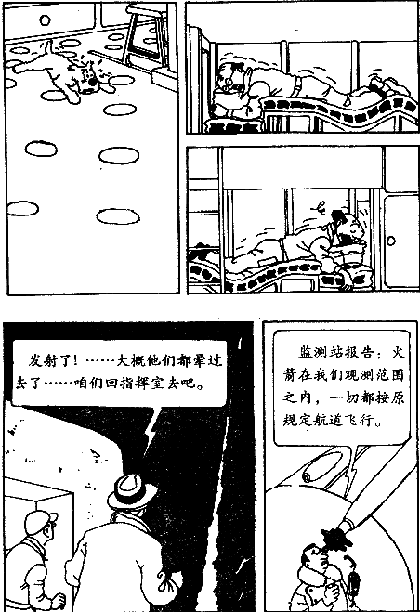 发射了！……大概他们都晕过
去了……咱们回指挥室去吧。
监测站报告：火
箭在我们观测范围
之内，一切都按原
规定航道飞行。